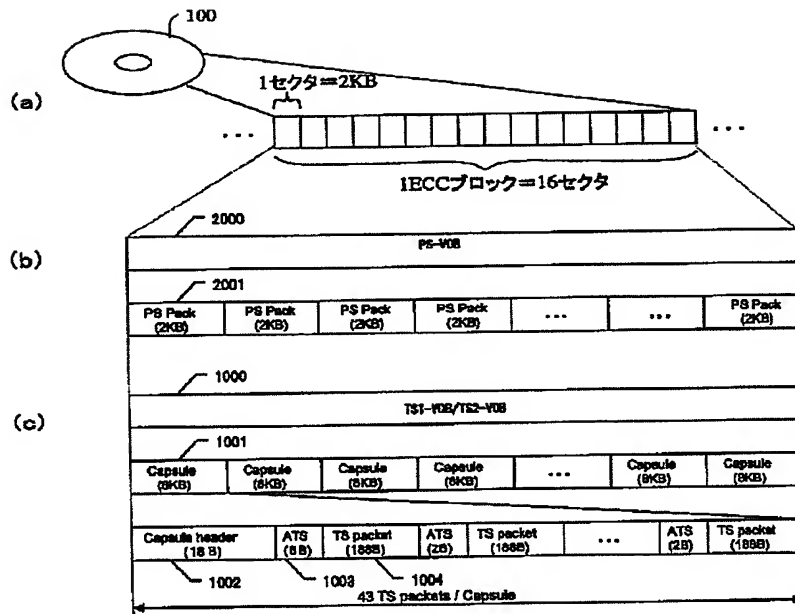 100
(a)
1セクタ=2KB
... ...
1ECCブロック=16セクタ
2000
(b)
PS-VOB
2001
PS Pack PS Pack PS Pack PS Pack ... ... PS Pack
(2KB) (2KB) (2KB) (2KB) (2KB)
1000
(c)
TS1-VOB/TS2-VOB
1001
Capsule Capsule Capsule Capsule ... Capsule Capsule
(8KB) (8KB) (8KB) (8KB) (8KB) (8KB)
Capsule header ATS TS packet ATS TS packet ... ATS TS packet
(18 B) (6 B) (188B) (2B) (188B) (2B) (188B)
1002 1003 1004
43 TS packets / Capsule